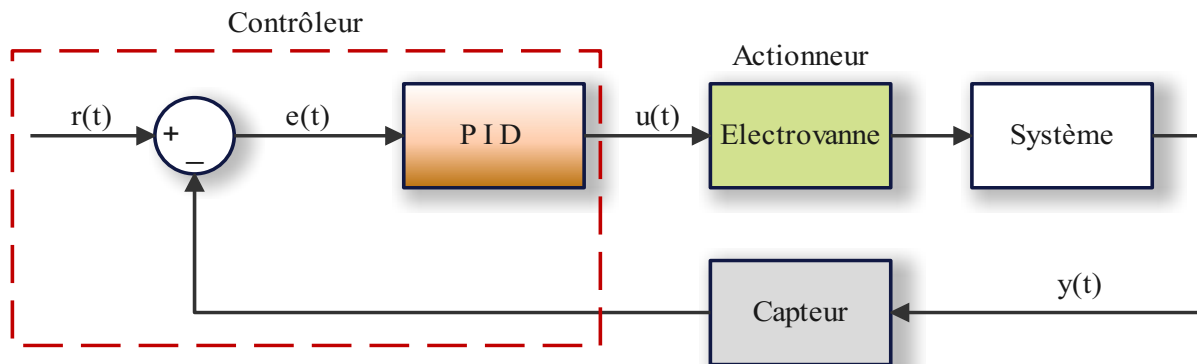 Contrôleur
Actionneur
r(t)
+
−
e(t)
P I D
u(t)
Electrovanne
Système
Capteur
y(t)